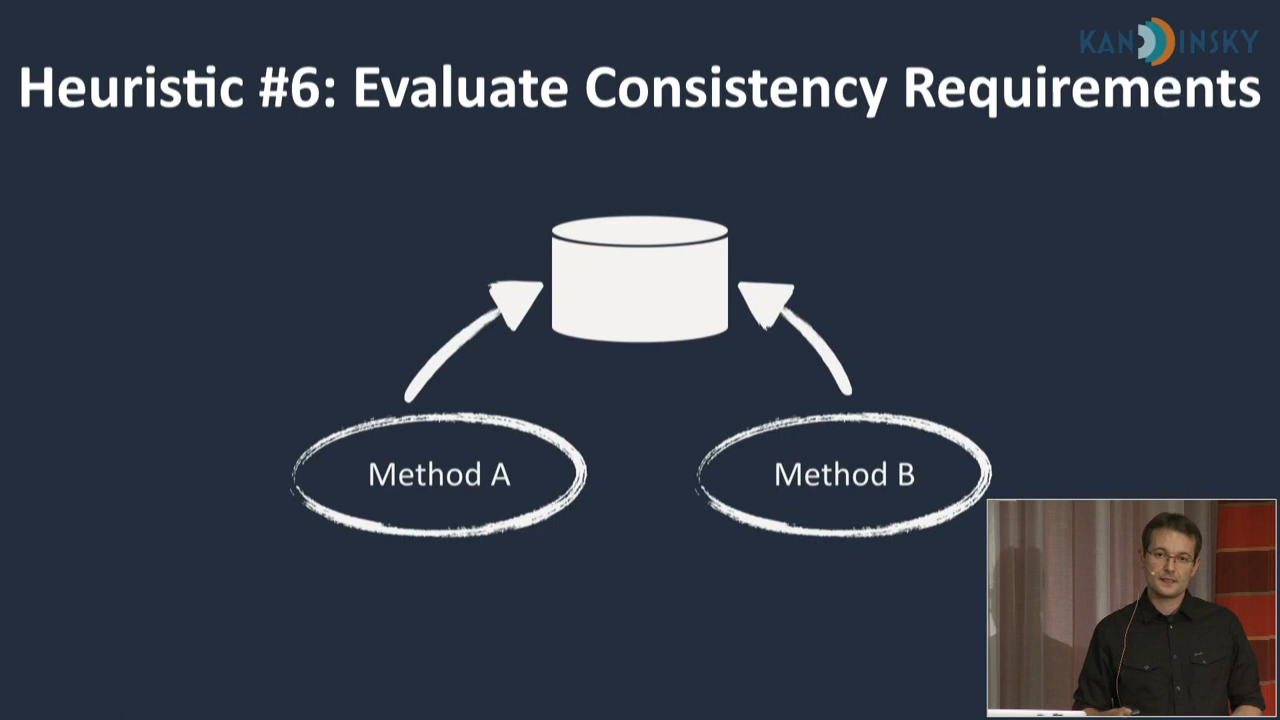 KANDINSKY
Heuristic #6: Evaluate Consistency Requirements
Method A
Method B